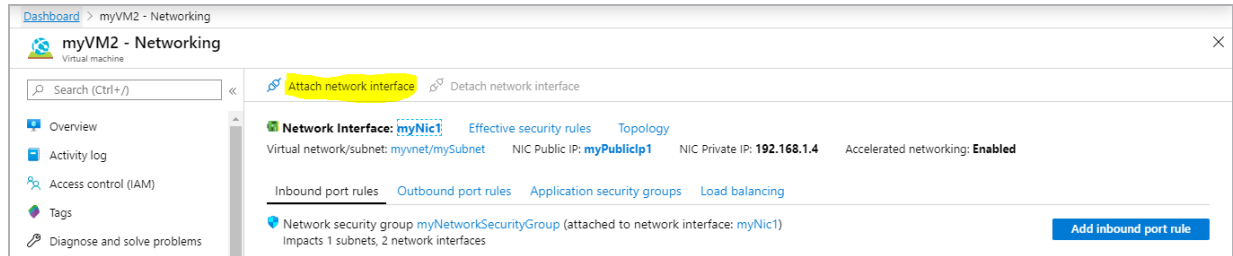 Dashboard > myVM2 - Networking
myVM2 - Networking
Virtual machine
Search (Ctrl+/)
Overview
Activity log
Access control (IAM)
Tags
Diagnose and solve problems
Attach network interface Detach network interface
Network Interface: myNic1 Effective security rules Topology
Virtual network/subnet: myvnet/mySubnet NIC Public IP: myPublicIp1 NIC Private IP: 192.168.1.4 Accelerated networking: Enabled
Inbound port rules Outbound port rules Application security groups Load balancing
Network security group myNetworkSecurityGroup (attached to network interface: myNic1)
Impacts 1 subnets, 2 network interfaces
Add inbound port rule